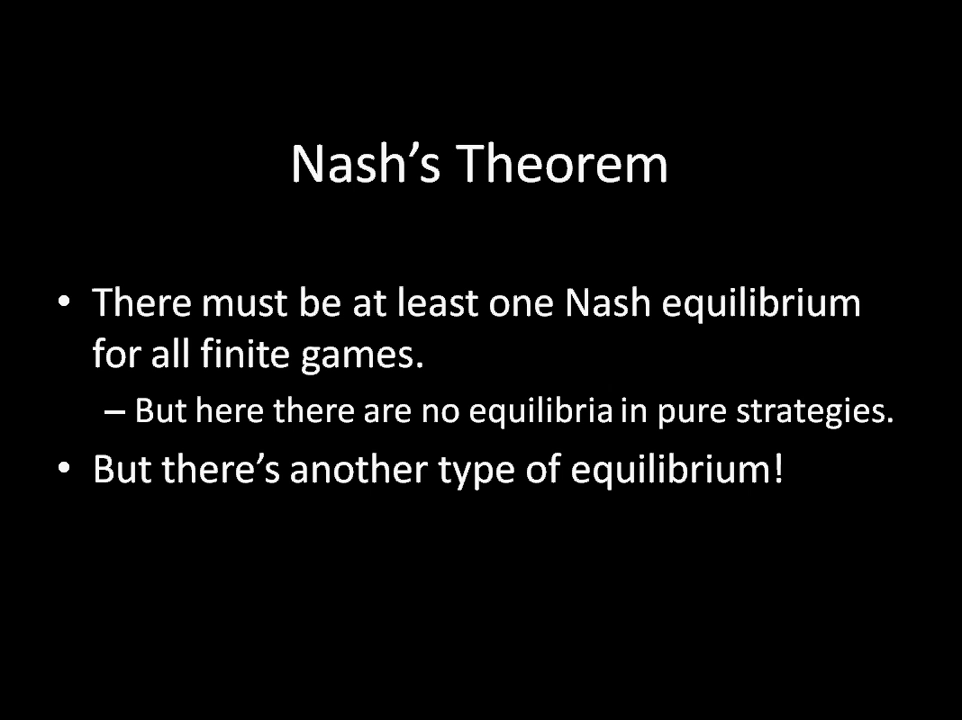 Nash’s Theorem
• There must be at least one Nash equilibrium
for all finite games.
– But here there are no equilibria in pure strategies.
• But there’s another type of equilibrium!